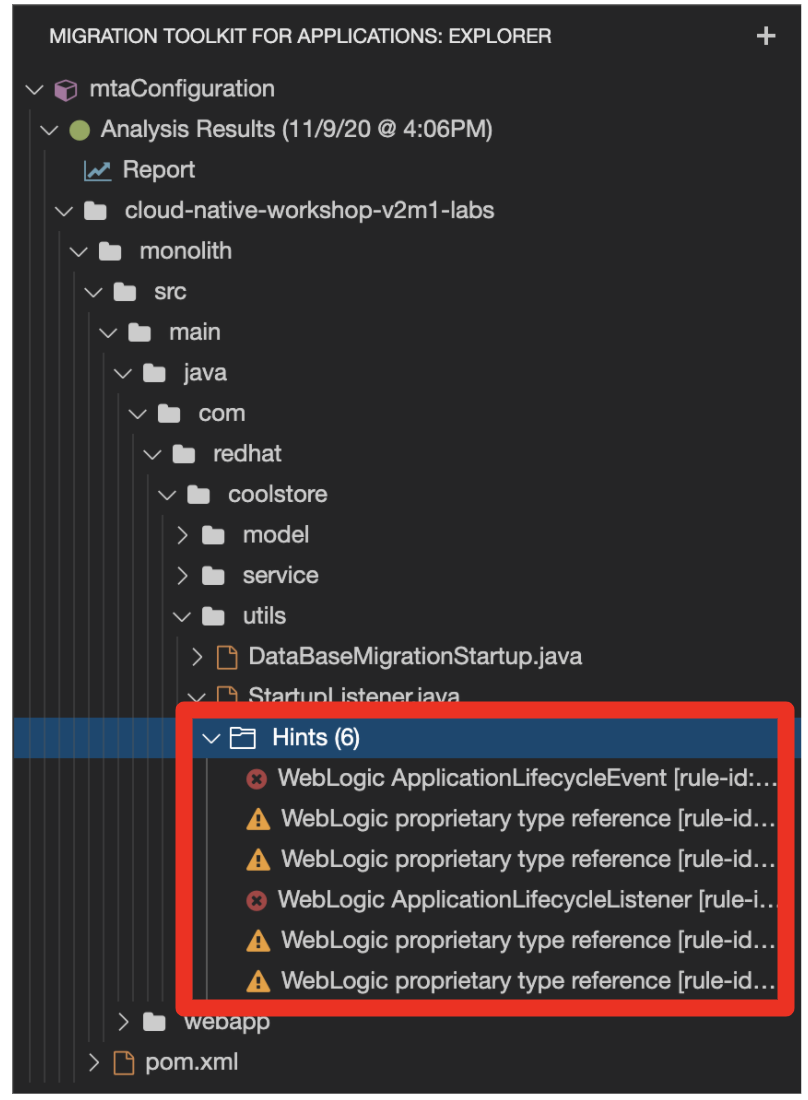 MIGRATION TOOLKIT FOR APPLICATIONS: EXPLORER
mtaConfiguration
Analysis Results (11/9/20 @ 4:06PM)
Report
cloud-native-workshop-v2m1-labs
monolith
src
main
java
com
redhat
coolstore
model
service
utils
DataBaseMigrationStartup.java
StartupListener.java
Hints (6)
WebLogic ApplicationLifecycleEvent [rule-id:...
WebLogic proprietary type reference [rule-id...
WebLogic proprietary type reference [rule-id...
WebLogic ApplicationLifecycleListener [rule-i...
WebLogic proprietary type reference [rule-id...
WebLogic proprietary type reference [rule-id...
webapp
pom.xml